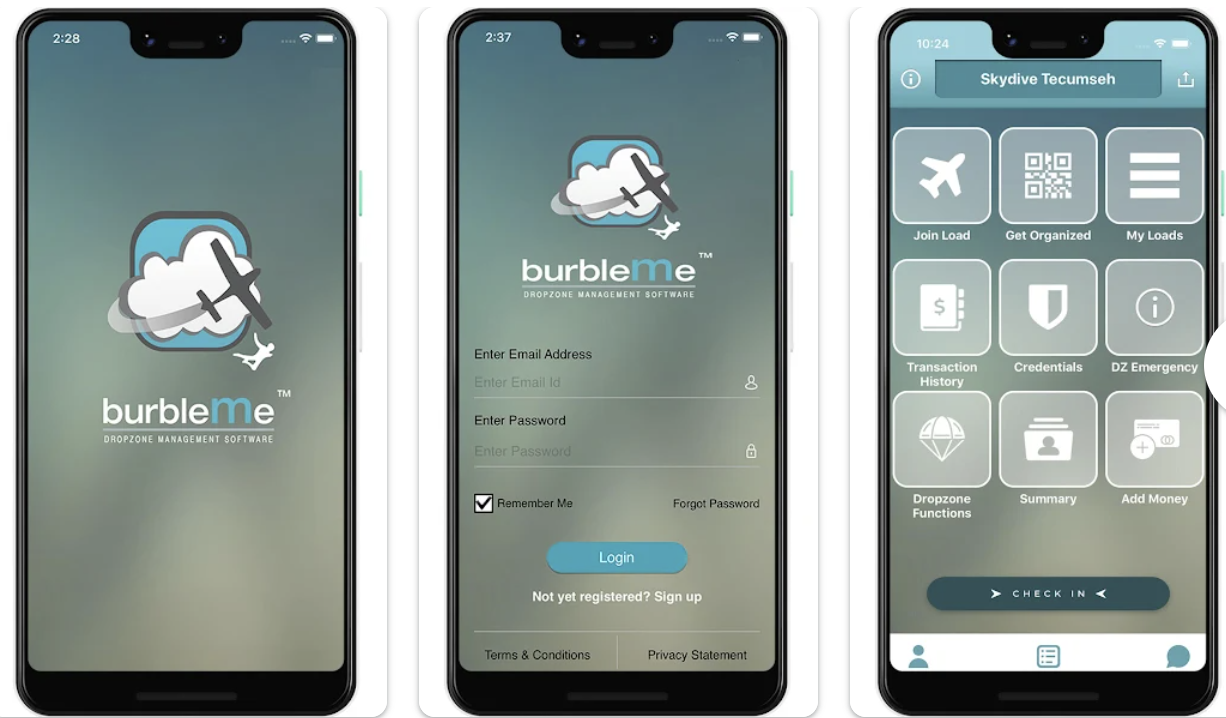 2:28
burbleme™
DROPZONE MANAGEMENT SOFTWARE
2:37
burbleme™
DROPZONE MANAGEMENT SOFTWARE
Enter Email Address
Enter Email Id
Enter Password
Enter Password
Remember Me
Forgot Password
Login
Not yet registered? Sign up
Terms & Conditions
Privacy Statement
10:24
Skydive Tecumseh
Join Load
Get Organized
My Loads
Transaction
History
Credentials
DZ Emergency
Dropzone
Functions
Summary
Add Money
CHECK IN